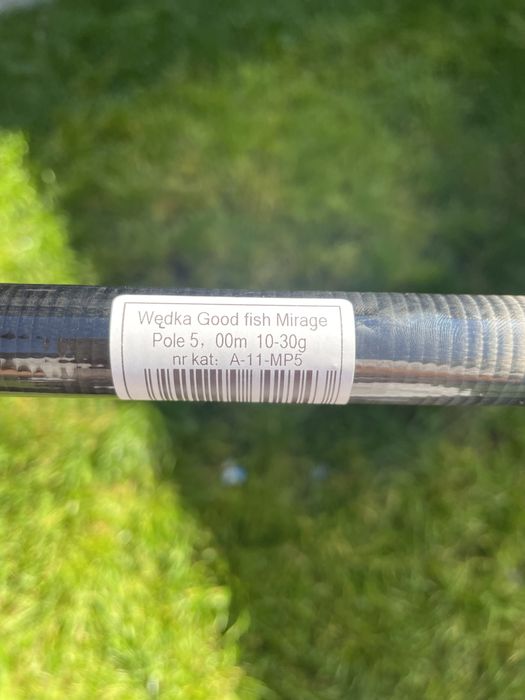 Wędka Good fish Mirage
Pole 5, 00m 10-30g
nr kat: A-11-MP5